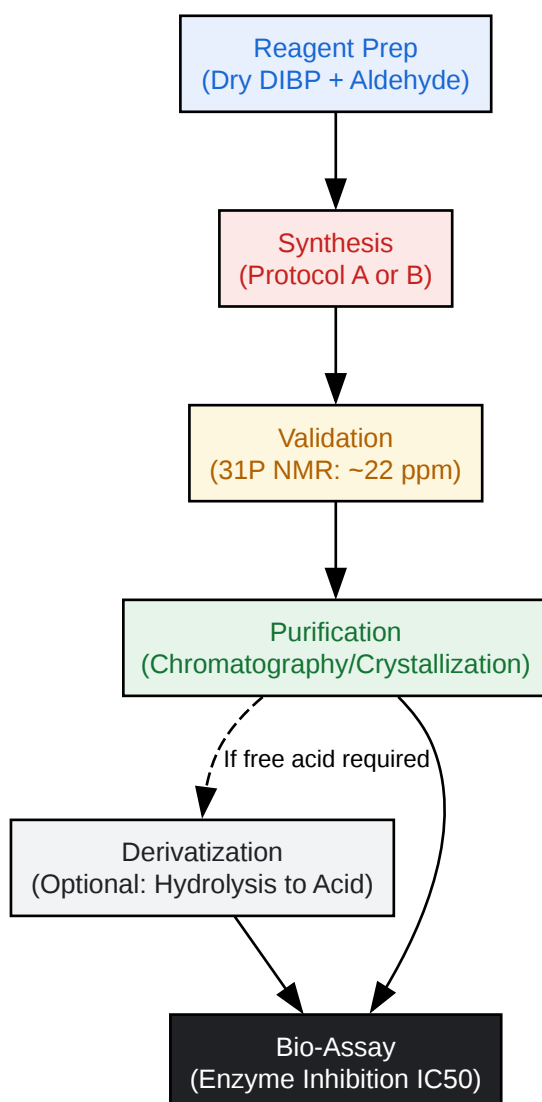 Reagent Prep
(Dry DIBP + Aldehyde)
Synthesis
(Protocol A or B)
Validation
(31P NMR: ~22 ppm)
Purification
(Chromatography/Crystallization)
If free acid required
Derivatization
(Optional: Hydrolysis to Acid)
Bio-Assay
(Enzyme Inhibition IC50)